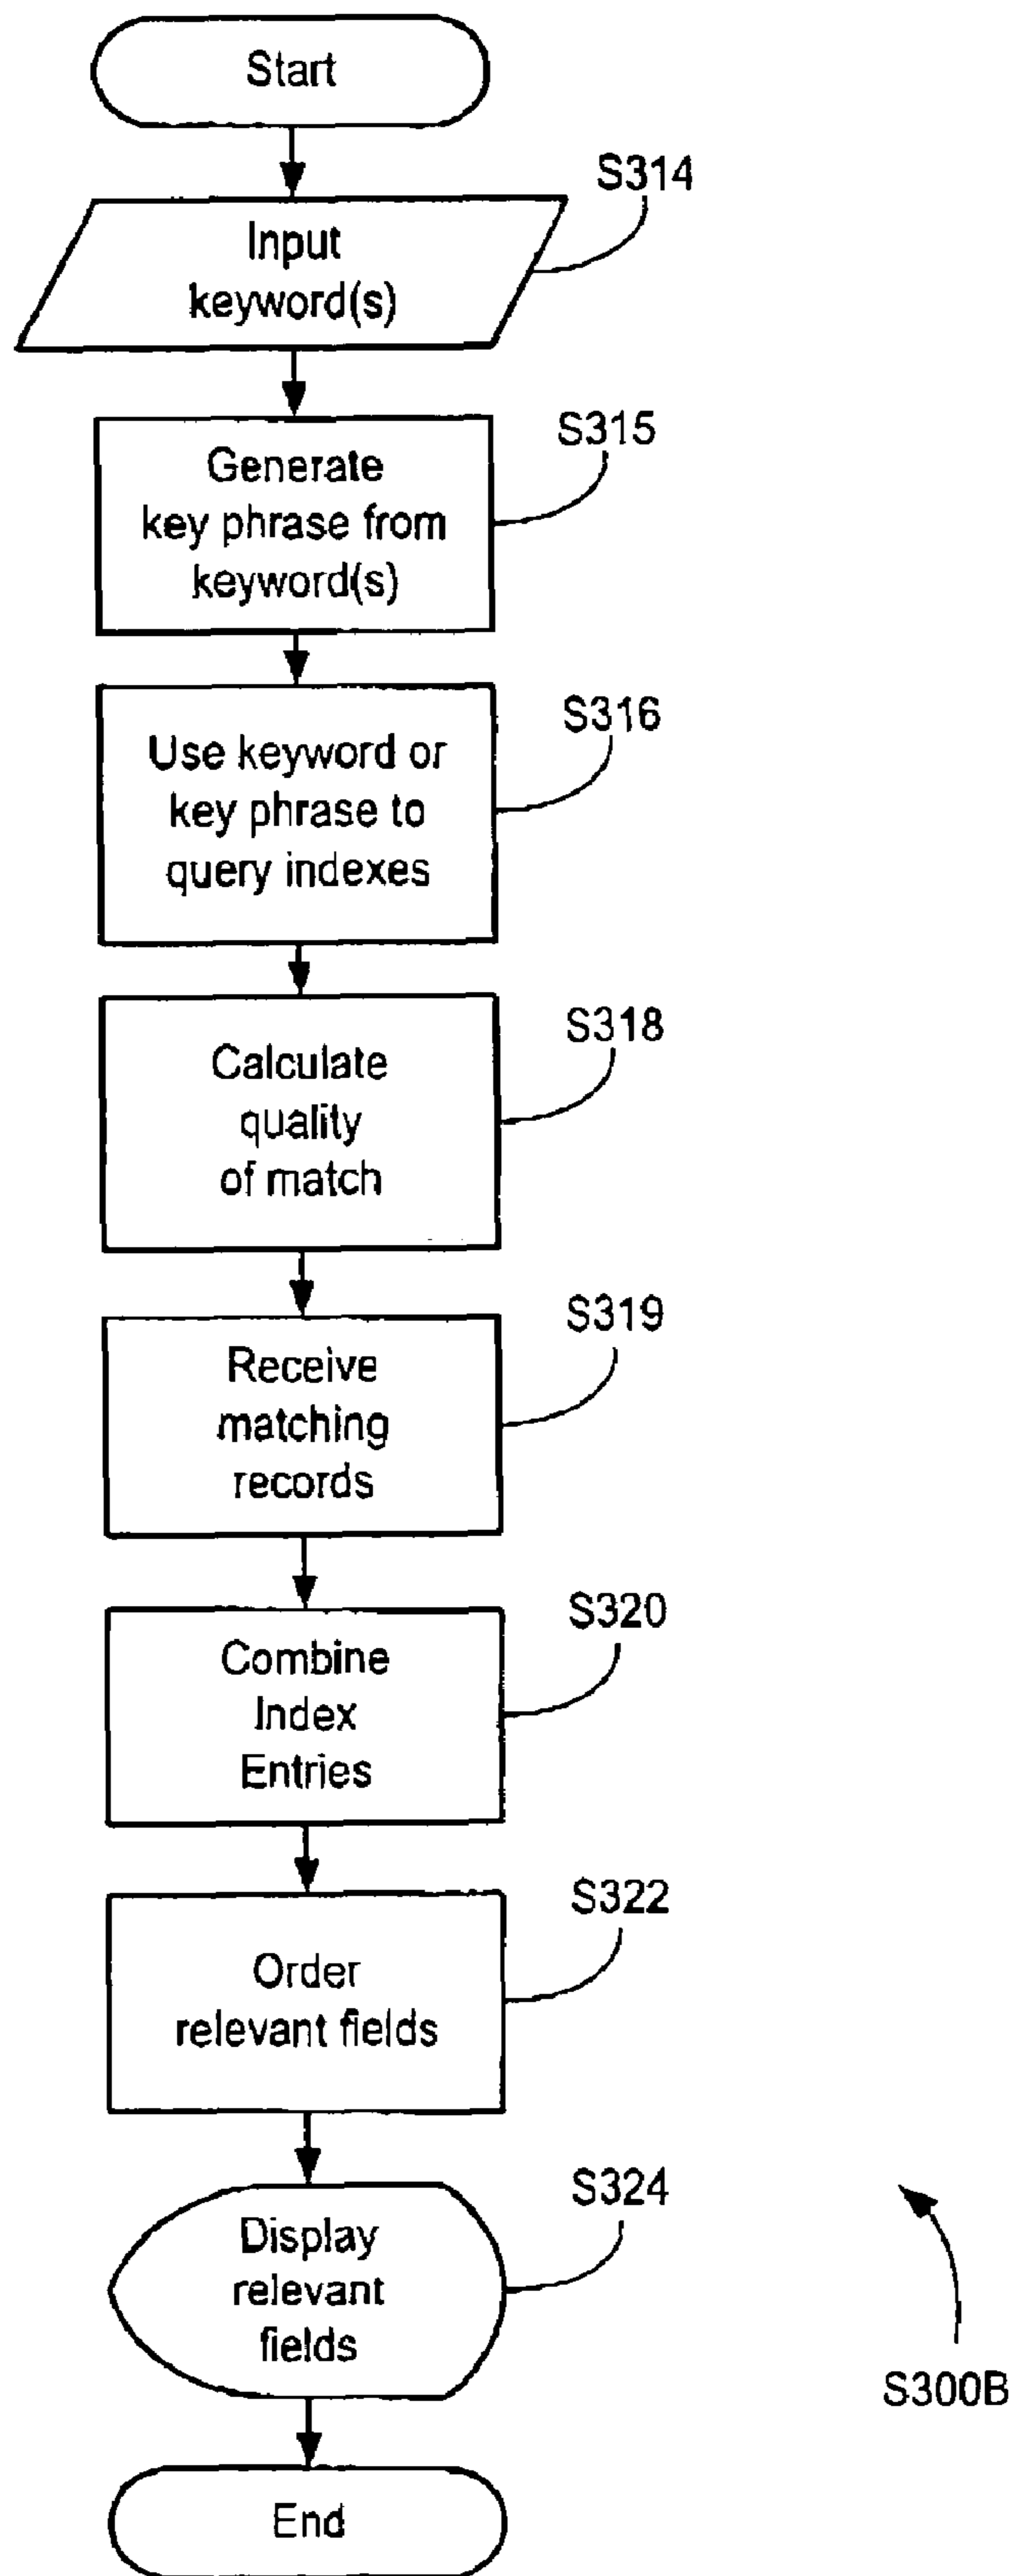 Start
S314
Input
keyword(s)
S315
Generate
key phrase from
keyword(s)
S316
Use keyword or
key phrase to
query indexes
S318
Calculate
quality
of match
S319
Receive
matching
records
S320
Combine
Index
Entries
S322
Order
relevant fields
S324
Display
relevant
fields
S300B
End